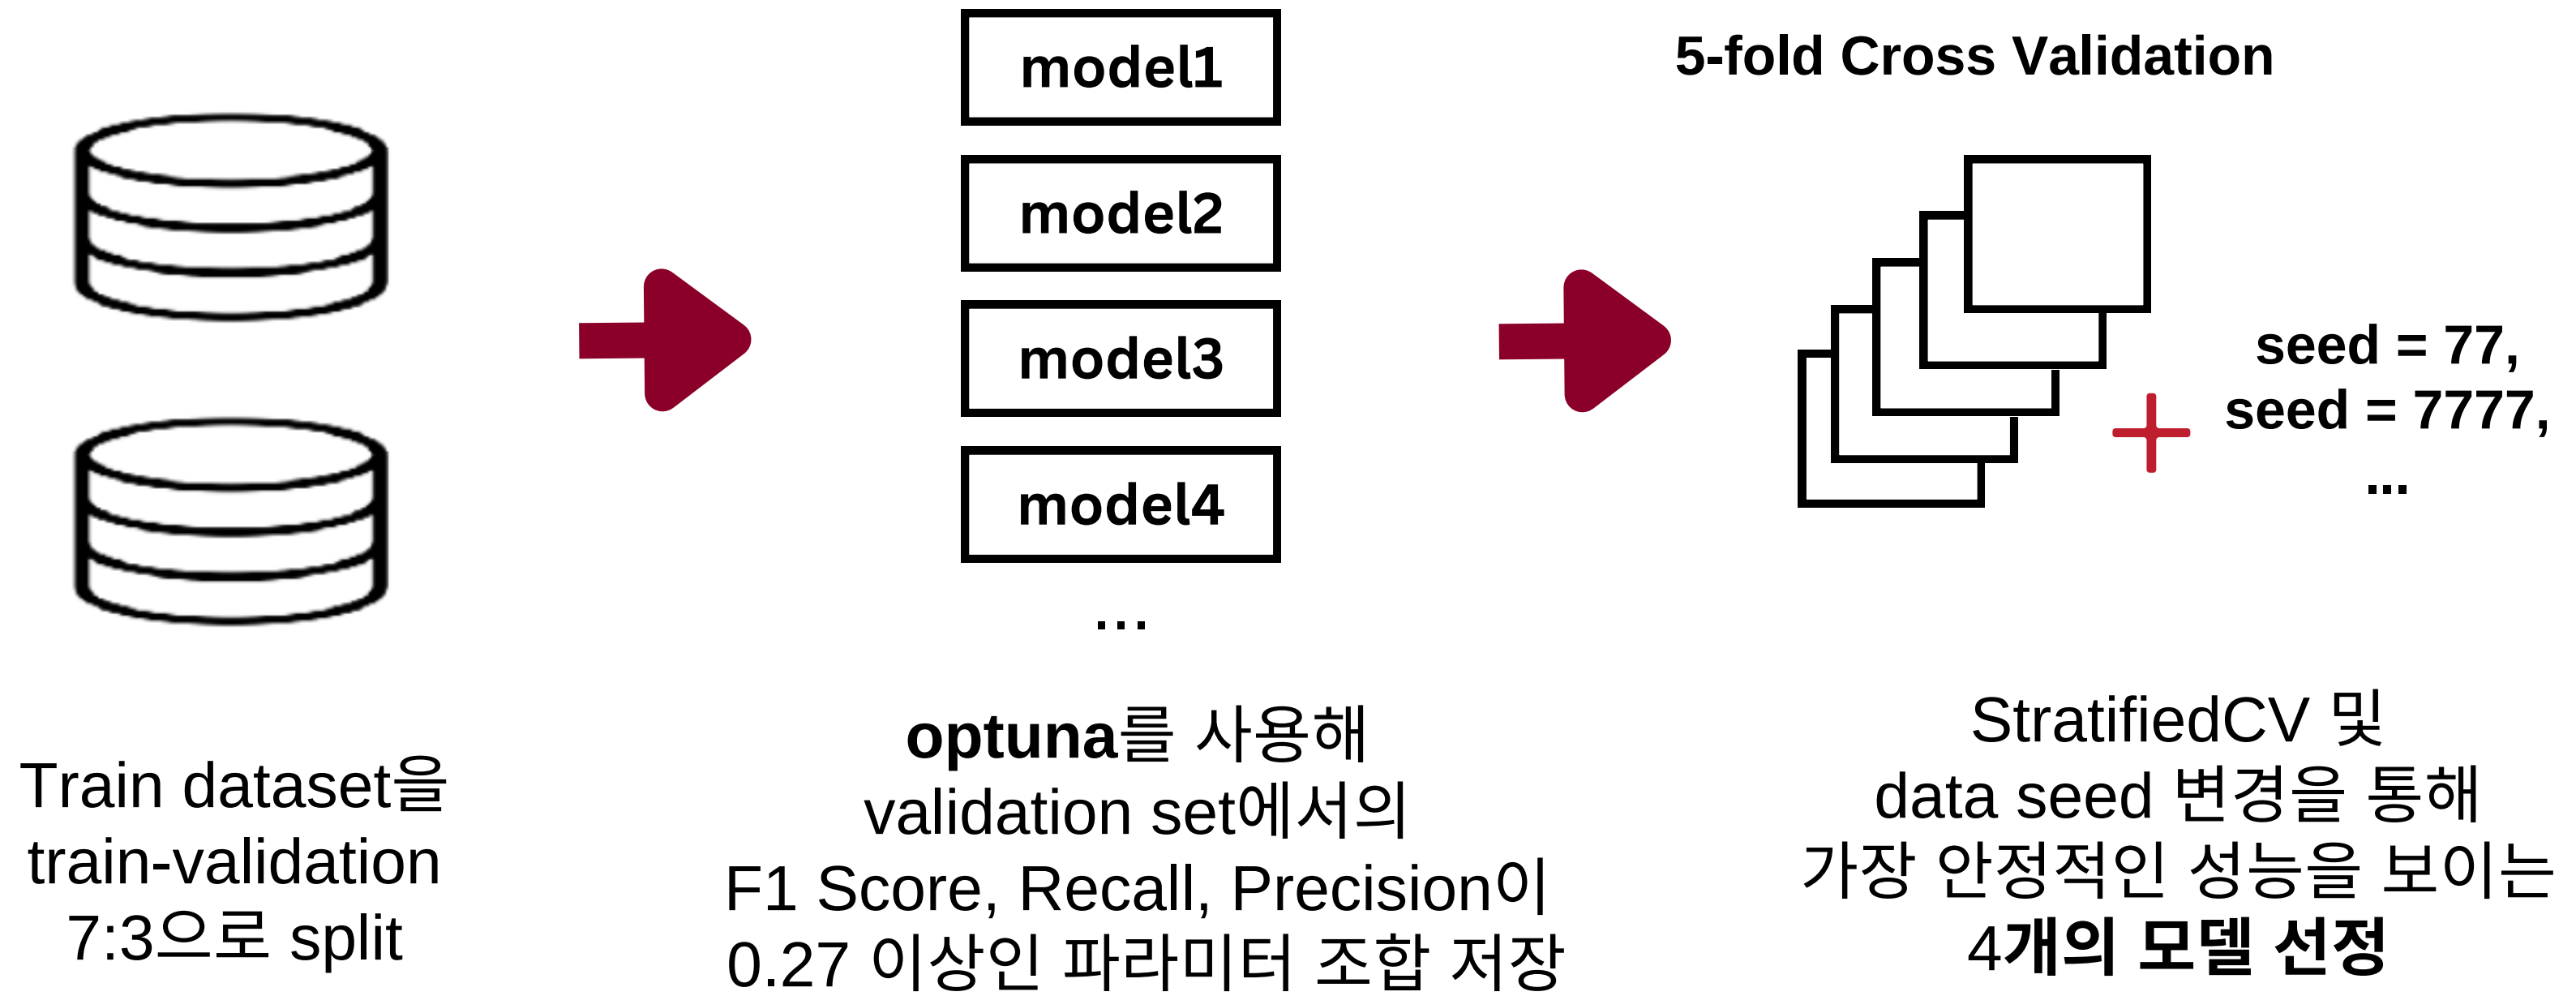 Train dataset을
train-validation
7:3으로 split
model1
model2
model3
model4
...
optuna를 사용해
validation set에서의
F1 Score, Recall, Precision이
0.27 이상인 파라미터 조합 저장
5-fold Cross Validation
seed = 77,
seed = 7777,
...
StratifiedCV 및
data seed 변경을 통해
가장 안정적인 성능을 보이는
4개의 모델 선정